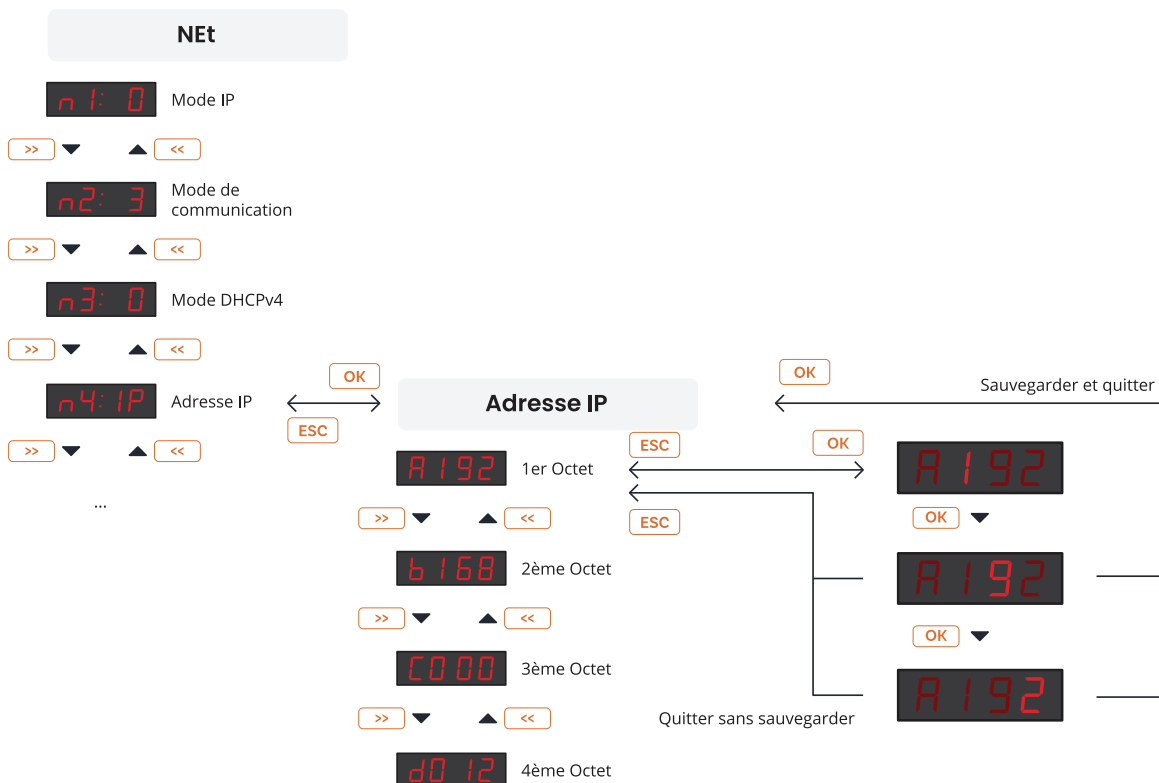 NEt
n1: 0
Mode IP
>> <<
n2: 3
Mode de
communication
>> <<
n3: 0
Mode DHCPv4
>> <<
n4:IP
Adresse IP
>> <<
...
OK
ESC
Adresse IP
A192
1er Octet
>> <<
b168
2ème Octet
>> <<
C000
3ème Octet
>> <<
d012
4ème Octet
OK
Sauvegarder et quitter
ESC
OK
ESC
A192
OK
A192
OK
A192
Quitter sans sauvegarder